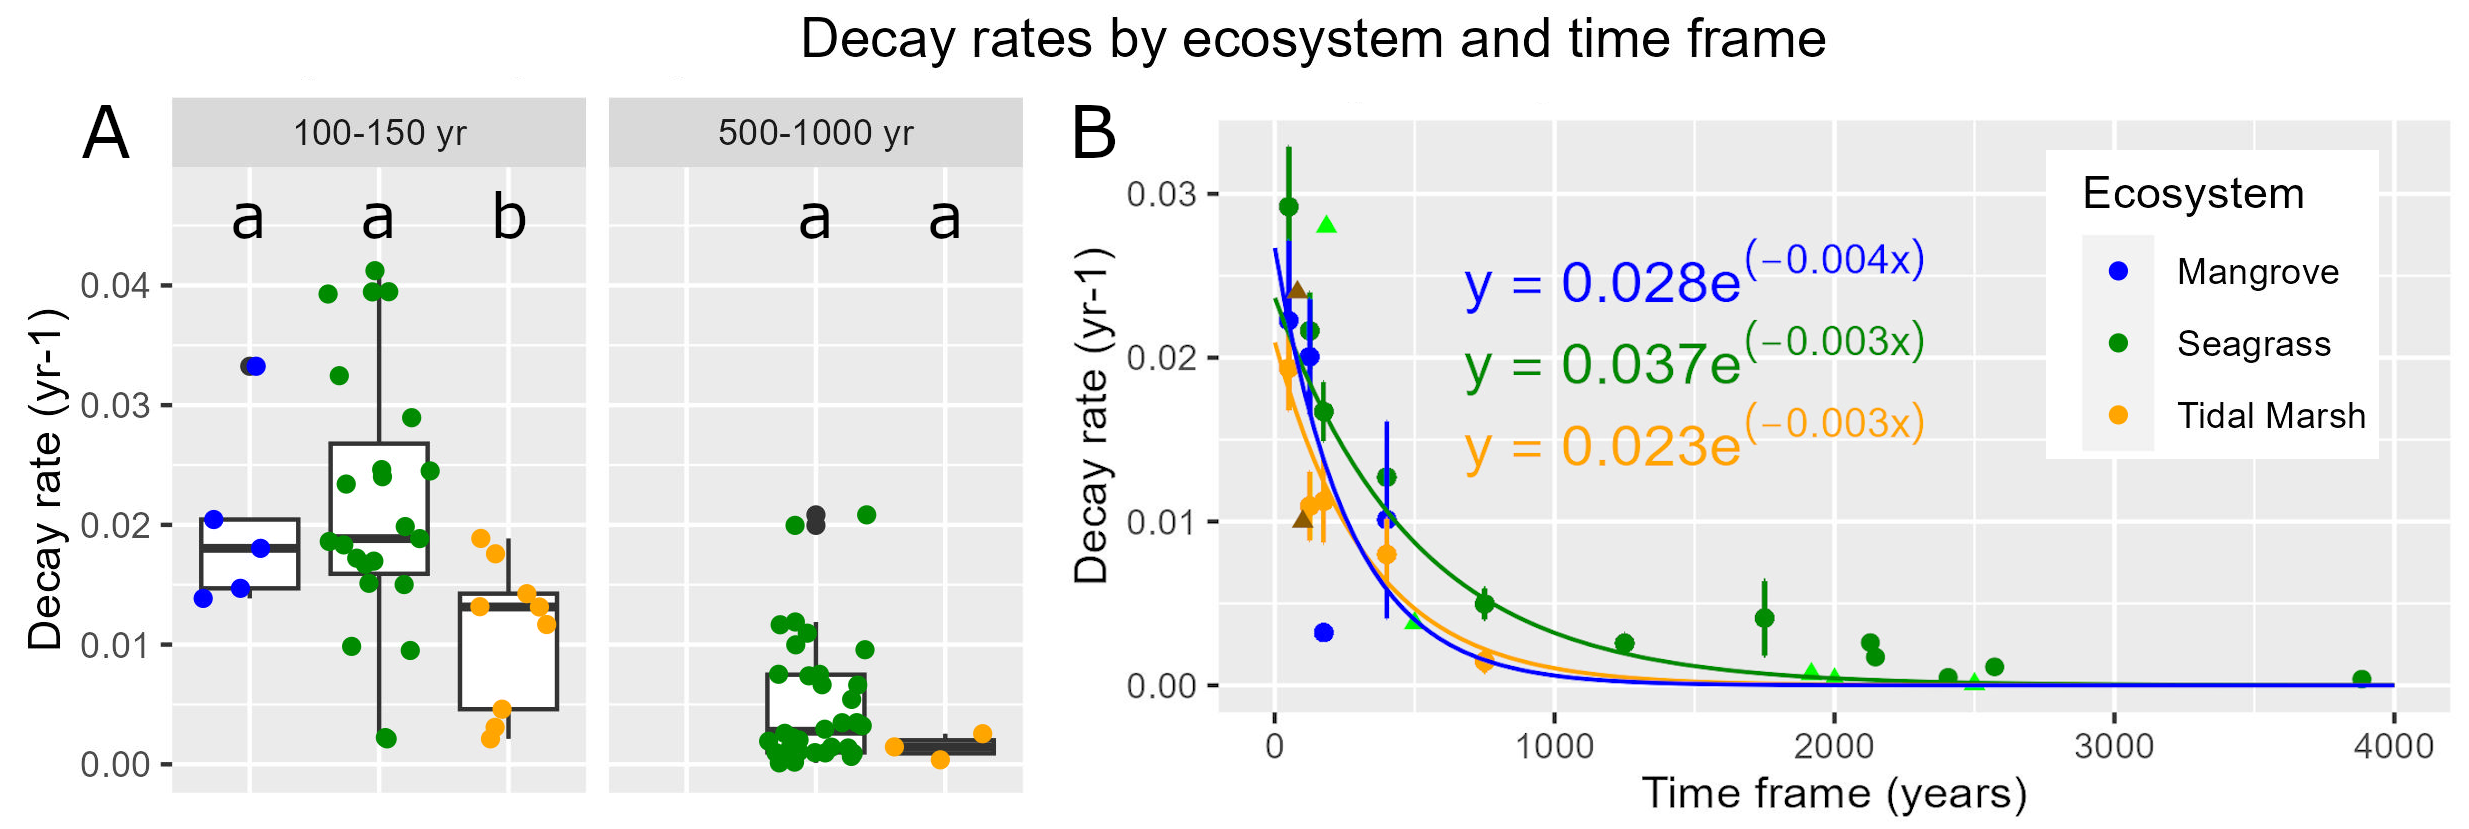 Decay rates by ecosystem and time frame
A
100-150 yr
500-1000 yr
a a b
a a
0.04
0.03
0.02
0.01
0.00
Decay rate (yr-1)
B
0.03
0.02
0.01
0.00
Decay rate (yr-1)
y = 0.028e(−0.004x)
y = 0.037e(−0.003x)
y = 0.023e(−0.003x)
Ecosystem
Mangrove
Seagrass
Tidal Marsh
0 1000 2000 3000 4000
Time frame (years)